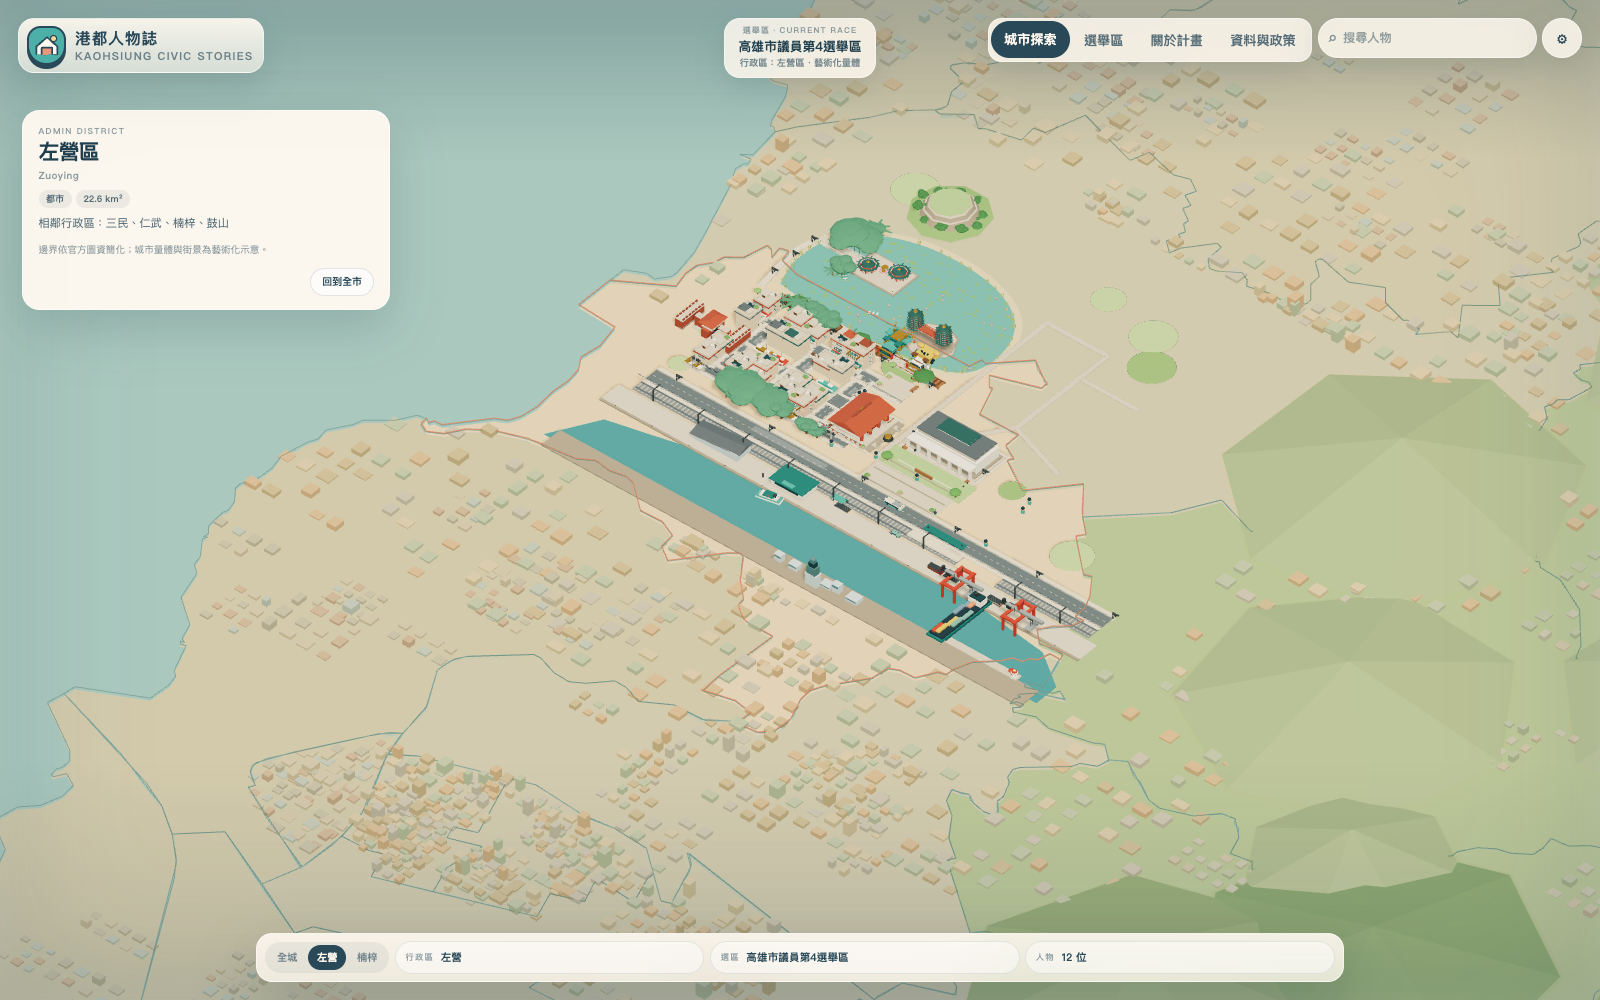 港都人物誌
KAOHSIUNG CIVIC STORIES
選舉區 · CURRENT RACE
高雄市議員第4選舉區
行政區：左營區 · 藝術化量體
城市探索
選舉區
關於計畫
資料與政策
搜尋人物
ADMIN DISTRICT
左營區
Zuoying
都市
22.6 km²
相鄰行政區：三民、仁武、楠梓、鼓山
邊界依官方圖資簡化；城市量體與街景為藝術化示意。
回到全市
全城
左營
楠梓
行政區 左營
選區 高雄市議員第4選舉區
人物 12 位